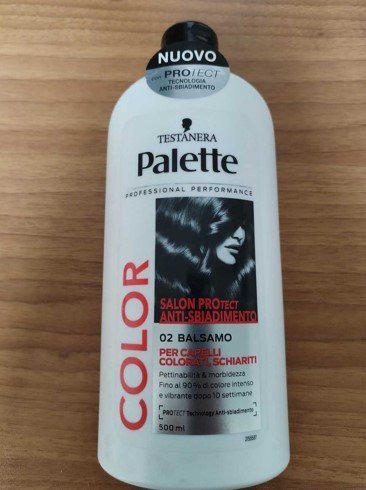 NUOVO
CON PROTECT
TECNOLOGIA
ANTI-SBIADIMENTO
TESTANERA
Palette
PROFESSIONAL PERFORMANCE
COLOR
SALON PROTECT
ANTI-SBIADIMENTO
02 BALSAMO
PER CAPELLI
COLORATI, SCHIARITI
Pettinabilità & morbidezza
Fino al 90% di colore intenso
e vibrante dopo 10 settimane
PROTECT Technology Anti-sbiadimento
500 ml